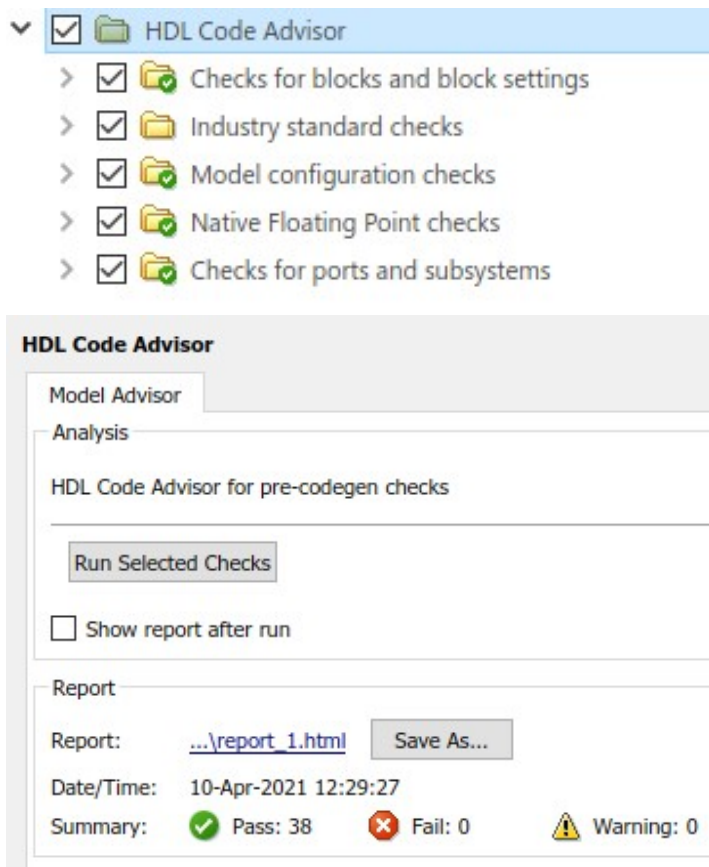 HDL Code Advisor
Checks for blocks and block settings
Industry standard checks
Model configuration checks
Native Floating Point checks
Checks for ports and subsystems
HDL Code Advisor
Model Advisor
Analysis
HDL Code Advisor for pre-codegen checks
Run Selected Checks
Show report after run
Report
Report: ...\report_1.html Save As...
Date/Time: 10-Apr-2021 12:29:27
Summary: Pass: 38 Fail: 0 Warning: 0